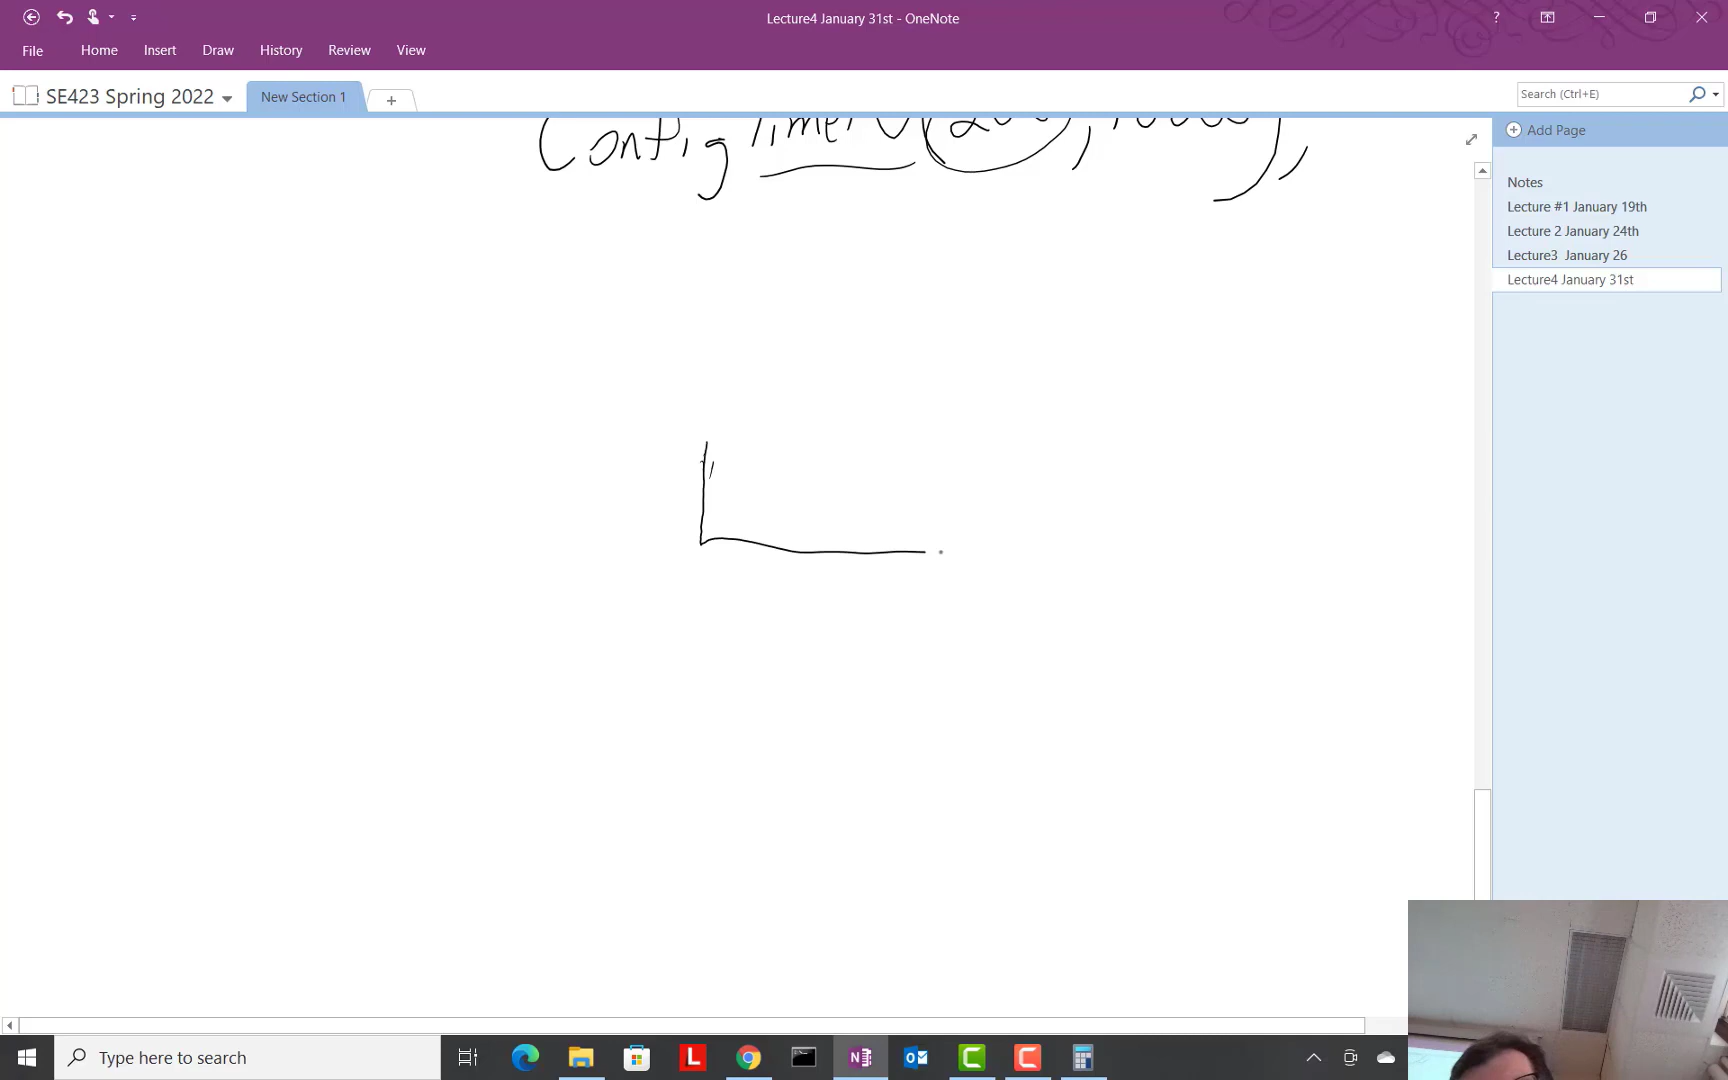 Lecture4 January 31st - OneNote
?
File
Home
Insert
Draw
History
Review
View
SE423 Spring 2022
New Section 1
+
Search (Ctrl+E)
Add Page
Config
Notes
Lecture #1 January 19th
Lecture 2 January 24th
Lecture3 January 26
Lecture4 January 31st
Type here to search
L
N
C
C